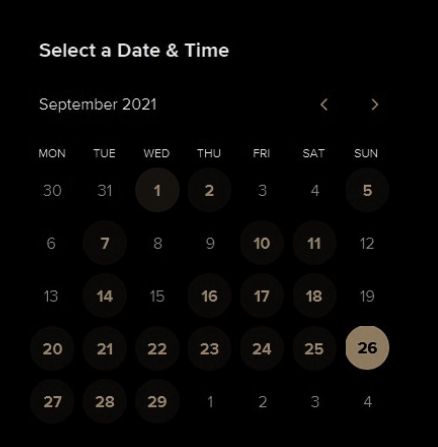 Select a Date & Time
September 2021
MON TUE WED THU FRI SAT SUN
30 31 1 2 3 4 5
6 7 8 9 10 11 12
13 14 15 16 17 18 19
20 21 22 23 24 25 26
27 28 29 1 2 3 4